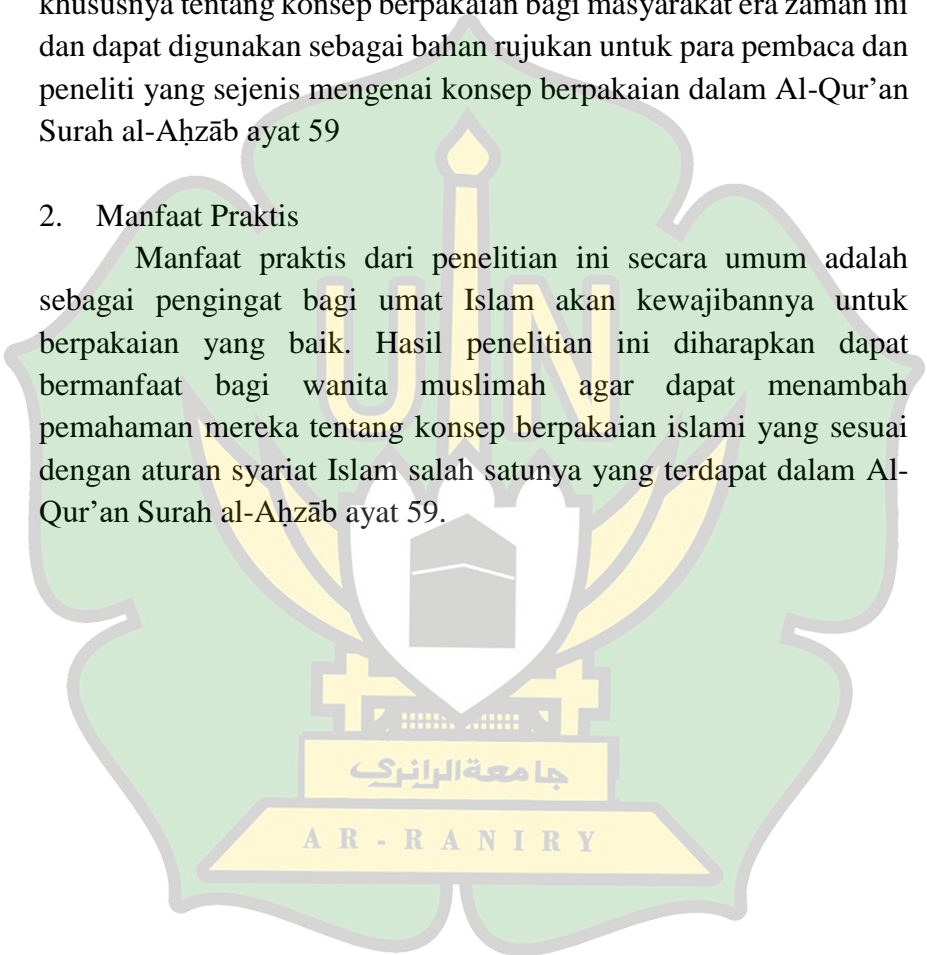 khususnya tentang konsep berpakaian bagi masyarakat era zaman ini
dan dapat digunakan sebagai bahan rujukan untuk para pembaca dan
peneliti yang sejenis mengenai konsep berpakaian dalam Al-Qur’an
Surah al-Aḥzāb ayat 59
2. Manfaat Praktis
Manfaat praktis dari penelitian ini secara umum adalah
sebagai pengingat bagi umat Islam akan kewajibannya untuk
berpakaian yang baik. Hasil penelitian ini diharapkan dapat
bermanfaat bagi wanita muslimah agar dapat menambah
pemahaman mereka tentang konsep berpakaian islami yang sesuai
dengan aturan syariat Islam salah satunya yang terdapat dalam Al-
Qur’an Surah al-Aḥzāb ayat 59.
UIN
جامعةالرانري
AR-RANIRY